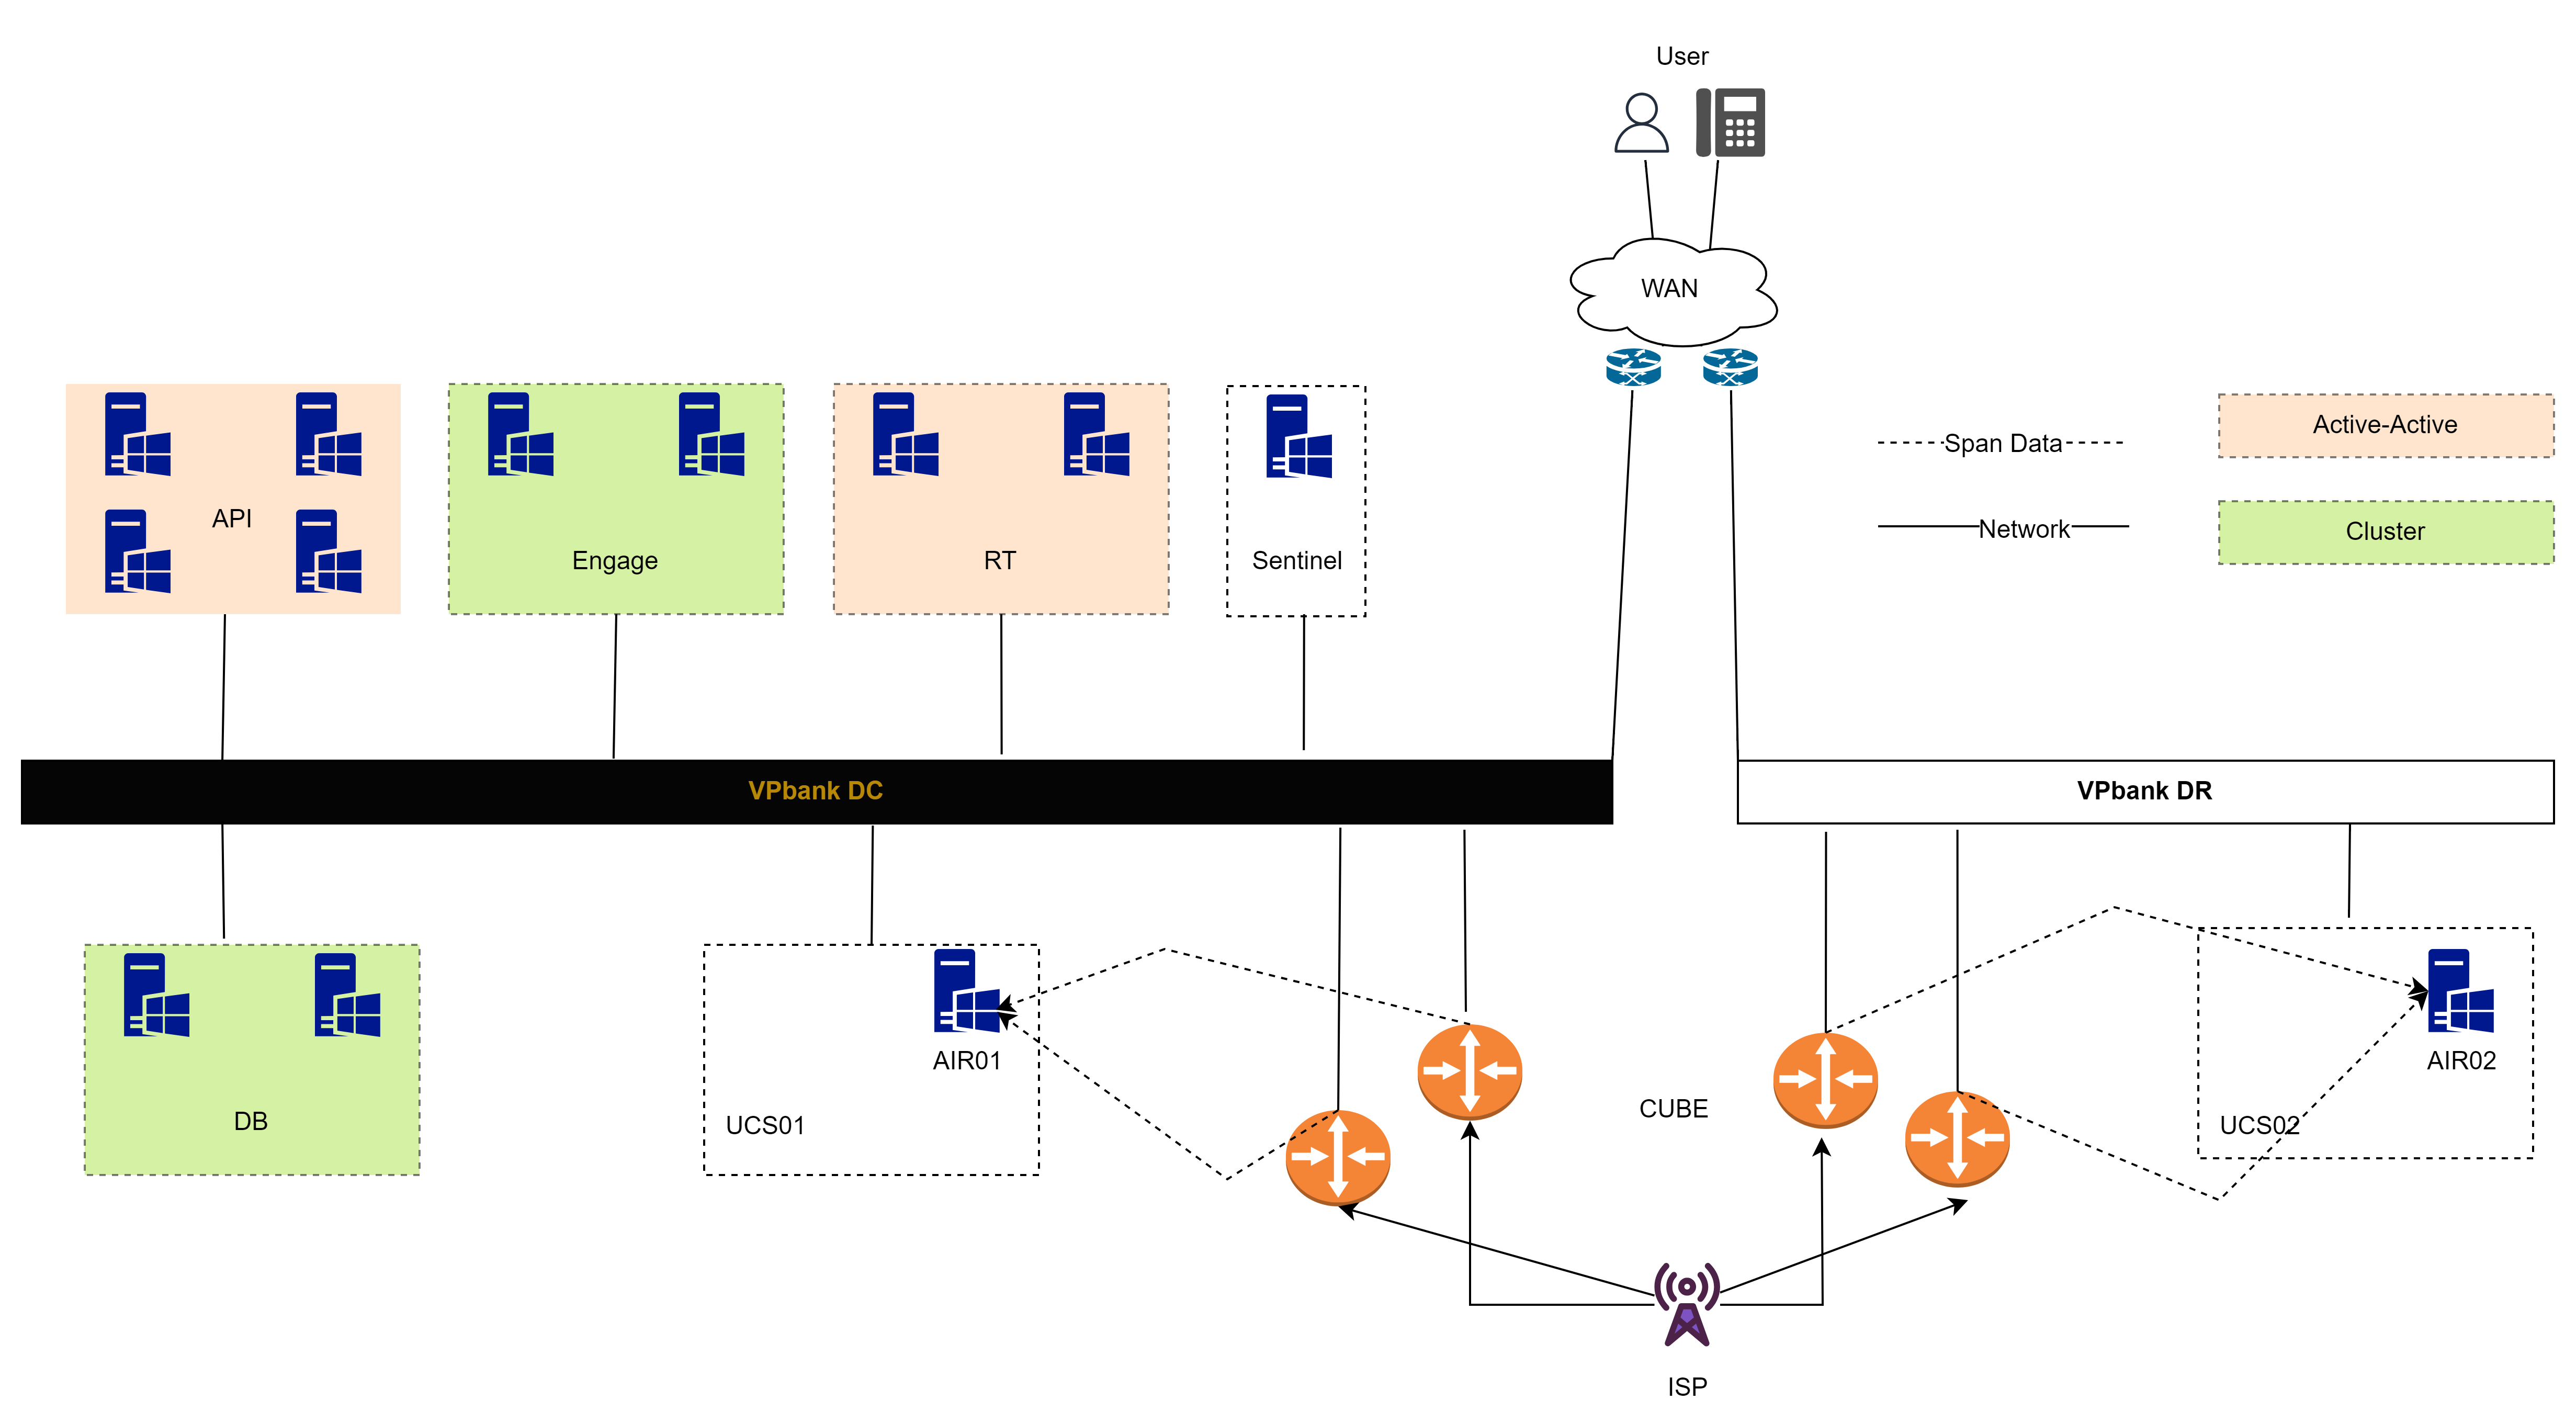 User
WAN
Active-Active
Span Data
API
Network
Cluster
Engage
RT
Sentinel
VPbank DC
VPbank DR
AIR01
AIR02
CUBE
DB
UCS01
UCS02
ISP